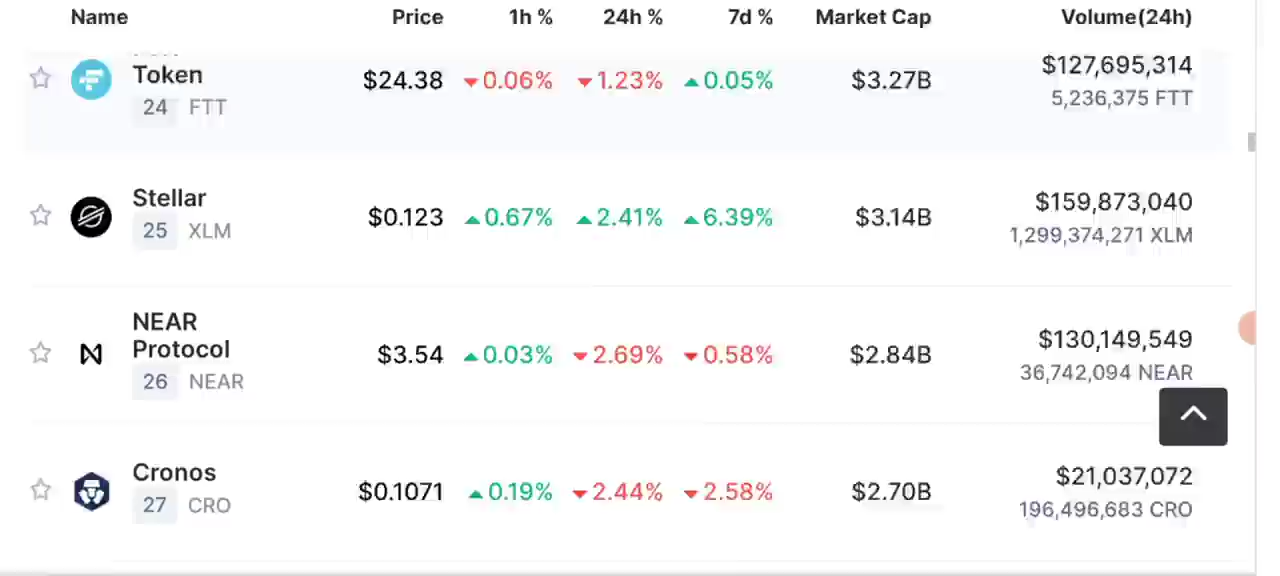 Name Price 1h % 24h % 7d % Market Cap Volume(24h)
Token $24.38 0.06% 1.23% 0.05% $3.27B $127,695,314
24 FTT 5,236,375 FTT
Stellar $0.123 0.67% 2.41% 6.39% $3.14B $159,873,040
25 XLM 1,299,374,271 XLM
NEAR
Protocol $3.54 0.03% 2.69% 0.58% $2.84B $130,149,549
26 NEAR 36,742,094 NEAR
Cronos $0.1071 0.19% 2.44% 2.58% $2.70B $21,037,072
27 CRO 196,496,683 CRO